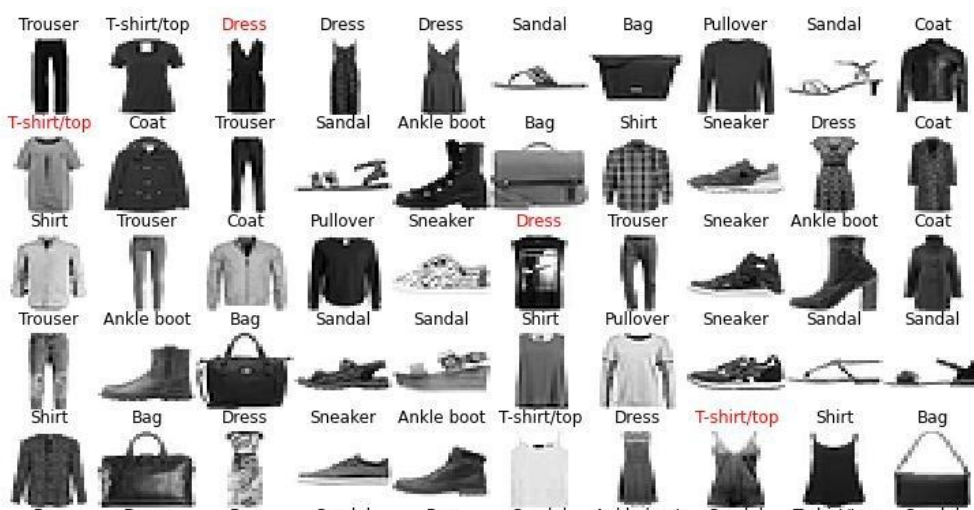 Trouser T-shirt/top Dress Dress Dress Sandal Bag Pullover Sandal Coat
T-shirt/top Coat Trouser Sandal Ankle boot Bag Shirt Sneaker Dress Coat
Shirt Trouser Coat Pullover Sneaker Dress Trouser Sneaker Ankle boot Coat
Trouser Ankle boot Bag Sandal Sandal Shirt Pullover Sneaker Sandal Sandal
Shirt Bag Dress Sneaker Ankle boot T-shirt/top Dress T-shirt/top Shirt Bag